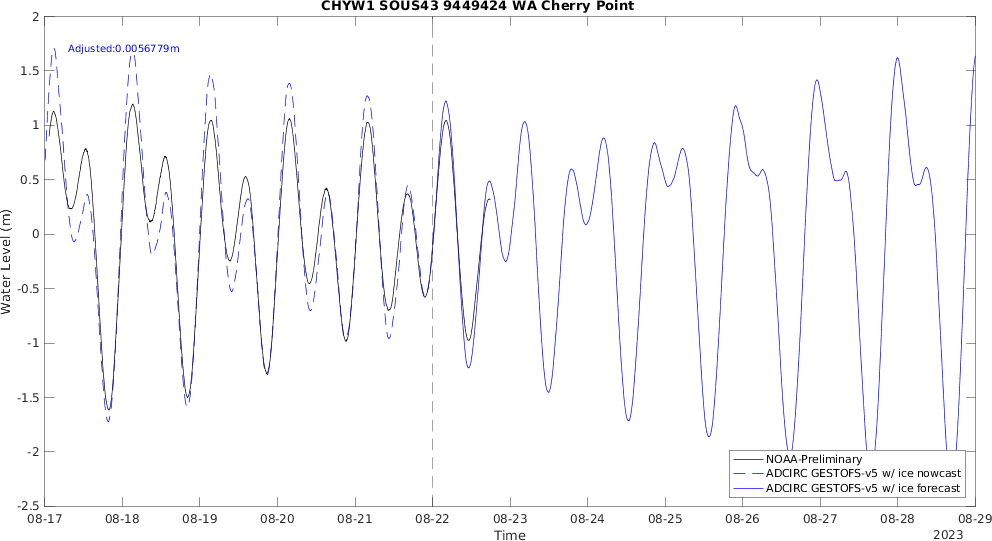 CHYW1 SOUS43 9449424 WA Cherry Point
Adjusted:0.0056779m
2
1.5
1
0.5
0
-0.5
-1
-1.5
-2
-2.5
Water Level (m)
NOAA-Preliminary
ADCIRC GESTOFS-v5 w/ ice nowcast
ADCIRC GESTOFS-v5 w/ ice forecast
08-17 08-18 08-19 08-20 08-21 08-22 08-23 08-24 08-25 08-26 08-27 08-28 08-29
Time
2023